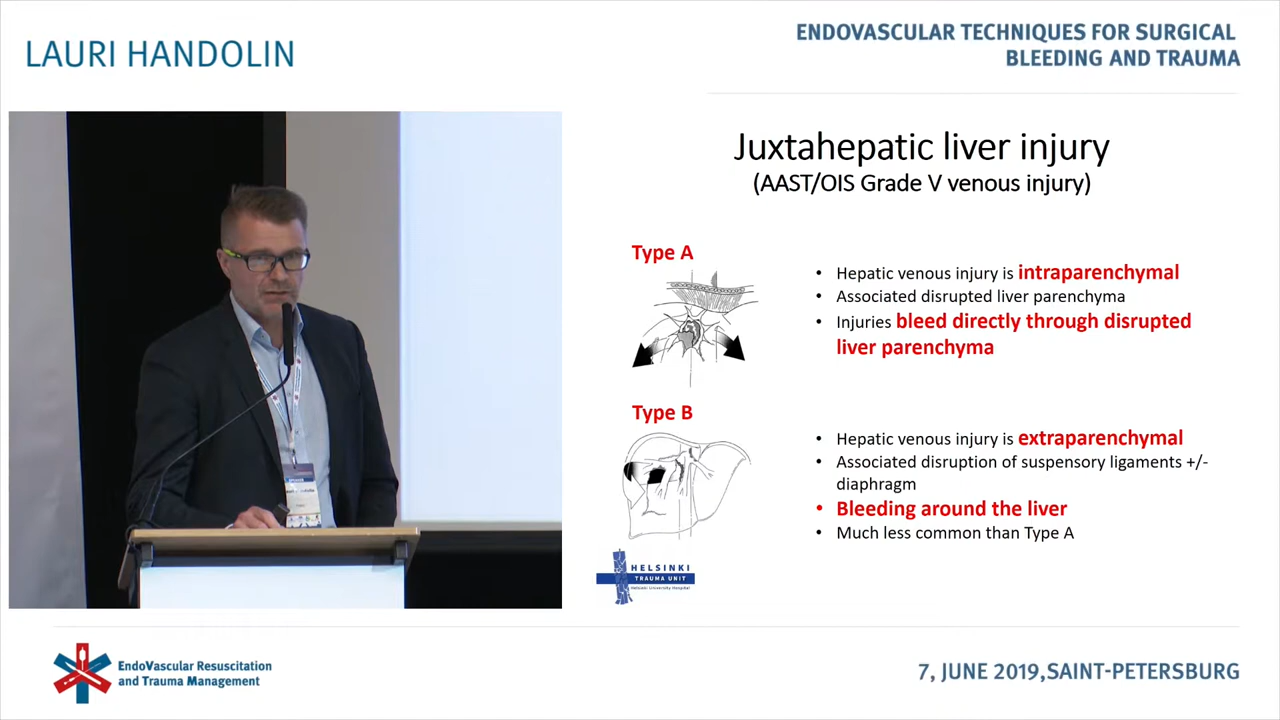 LAURI HANDOLIN
ENDOVASCULAR TECHNIQUES FOR SURGICAL
BLEEDING AND TRAUMA
Juxtahepatic liver injury
(AAST/OIS Grade V venous injury)
Type A
• Hepatic venous injury is intraparenchymal
• Associated disrupted liver parenchyma
• Injuries bleed directly through disrupted
liver parenchyma
Type B
• Hepatic venous injury is extraparenchymal
• Associated disruption of suspensory ligaments +/-
diaphragm
• Bleeding around the liver
• Much less common than Type A
HELSINKI
TRAUMA UNIT
Helsinki University Hospital
EndoVascular Resuscitation
and Trauma Management
7, JUNE 2019,SAINT-PETERSBURG